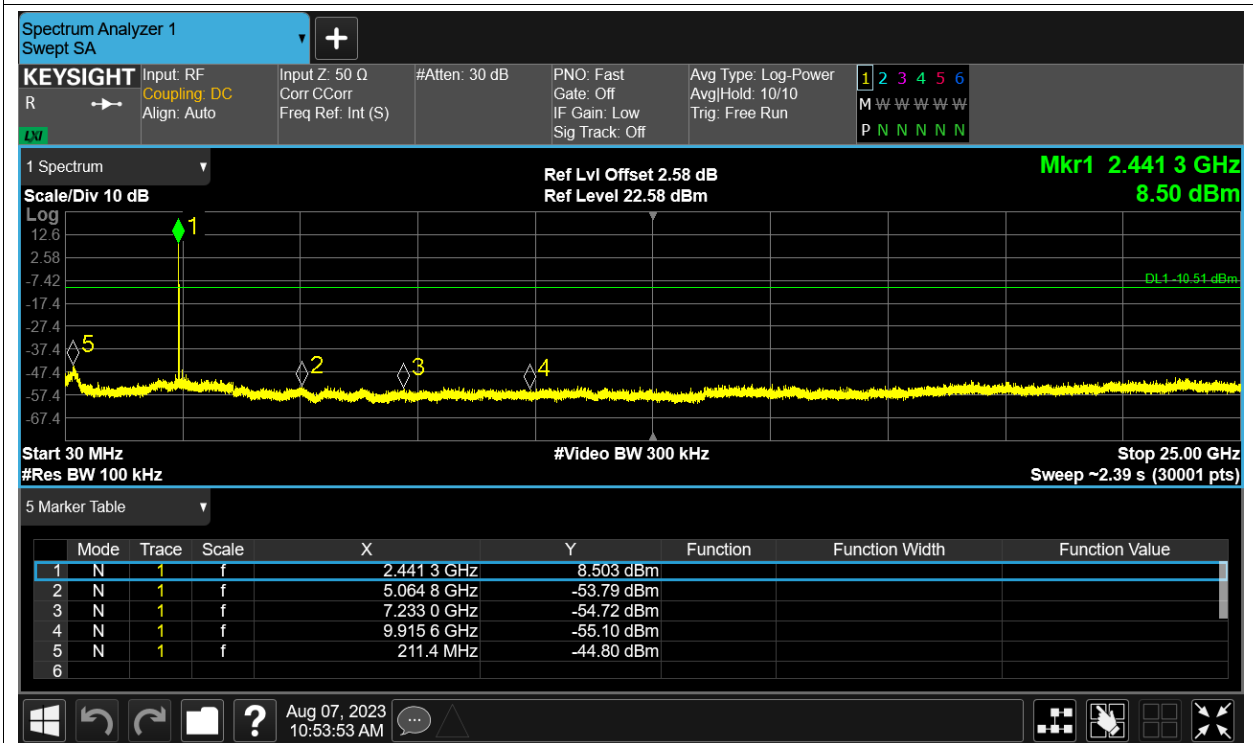 Spectrum Analyzer 1
Swept SA
KEYSIGHT
R
LXI
Input: RF
Coupling: DC
Align: Auto
Input Z: 50 Ω
Corr CCorr
Freq Ref: Int (S)
#Atten: 30 dB
PNO: Fast
Gate: Off
IF Gain: Low
Sig Track: Off
Avg Type: Log-Power
Avg|Hold: 10/10
Trig: Free Run
1 2 3 4 5 6
M W W W W W
P N N N N N
1 Spectrum
Scale/Div 10 dB
Ref Lvl Offset 2.58 dB
Ref Level 22.58 dBm
Mkr1 2.441 3 GHz
8.50 dBm
Log
12.6
2.58
-7.42
-17.4
-27.4
-37.4
-47.4
-57.4
-67.4
1
5
2
3
4
DL1 -10.51 dBm
Start 30 MHz
#Video BW 300 kHz
Stop 25.00 GHz
#Res BW 100 kHz
Sweep ~2.39 s (30001 pts)
5 Marker Table
Mode Trace Scale X Y Function Function Width Function Value
1 N 1 f 2.441 3 GHz 8.503 dBm
2 N 1 f 5.064 8 GHz -53.79 dBm
3 N 1 f 7.233 0 GHz -54.72 dBm
4 N 1 f 9.915 6 GHz -55.10 dBm
5 N 1 f 211.4 MHz -44.80 dBm
6
?
Aug 07, 2023
10:53:53 AM